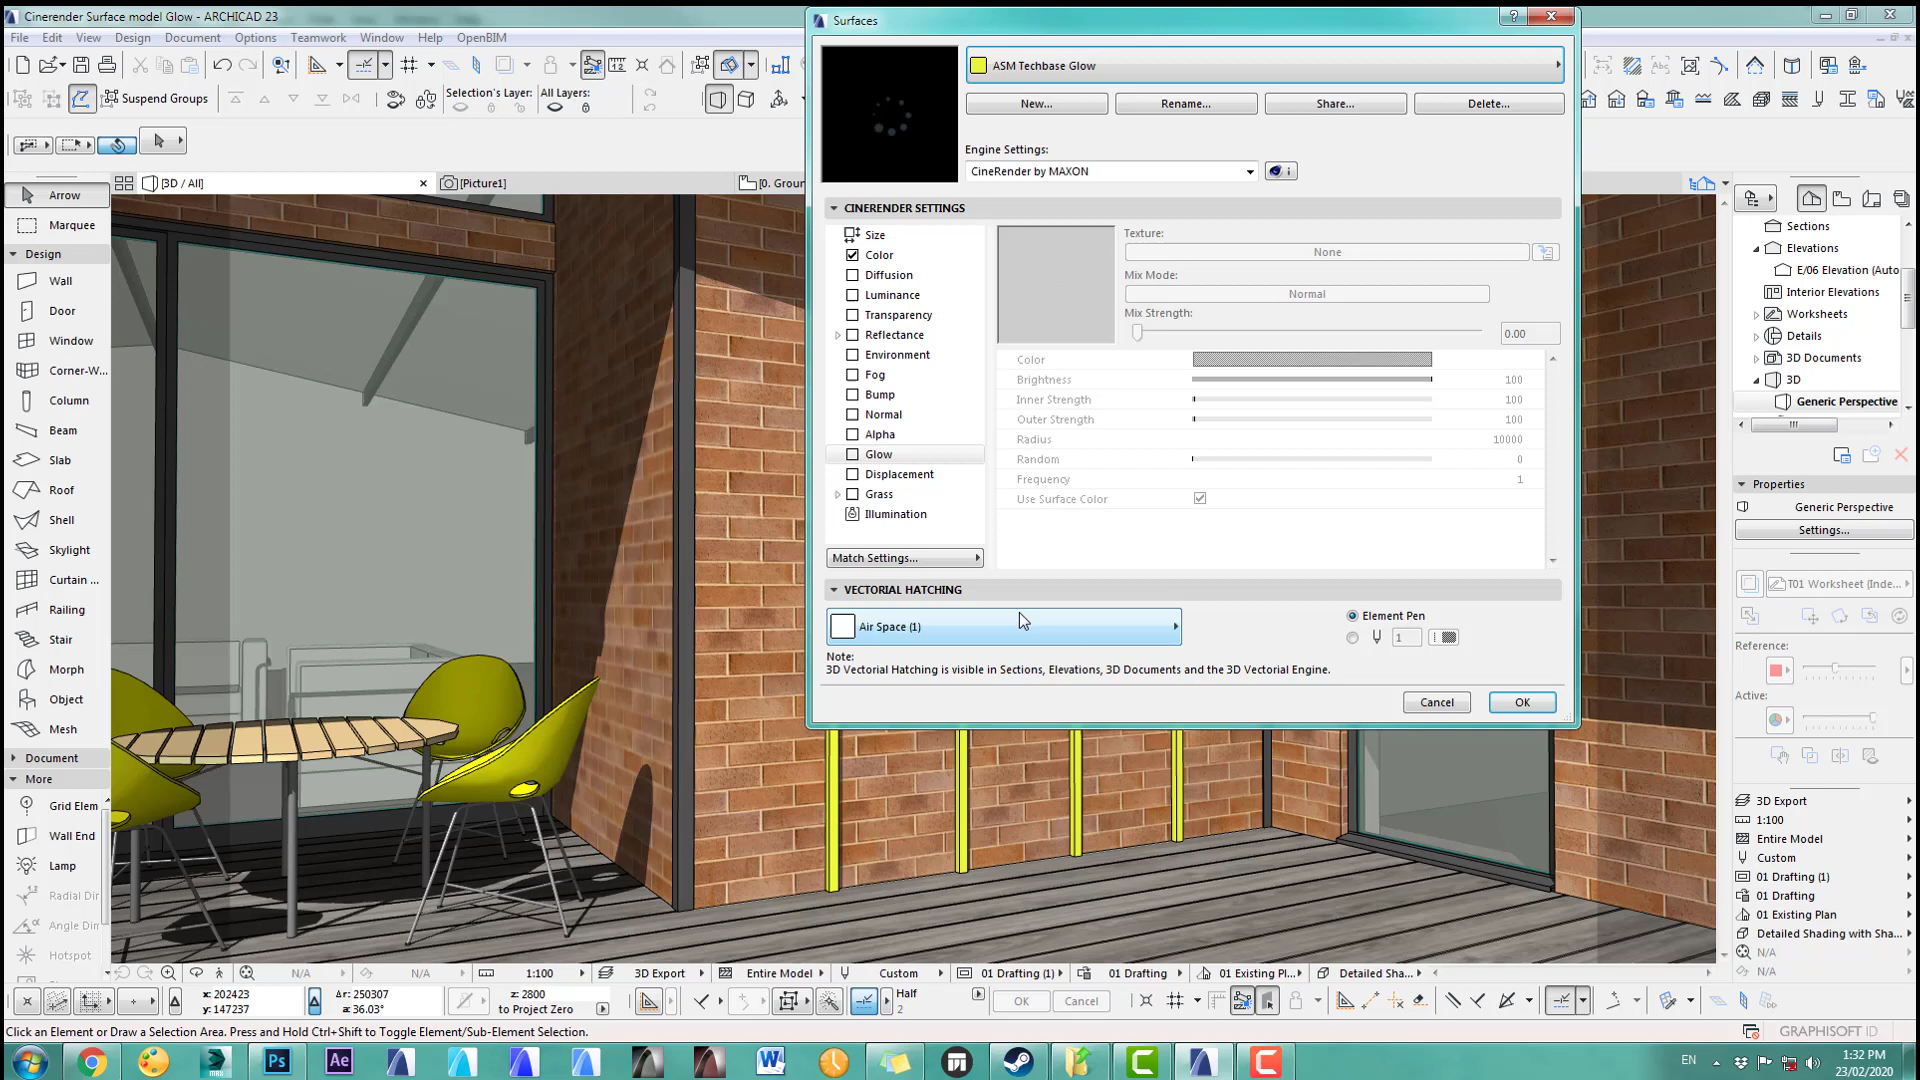 Cinerender Surface model Glow - ARCHICAD 23
File Edit View Design Document Options Teamwork Window Help OpenBIM
Suspend Groups
Selection's Layer:
All Layers:
[3D / All]
[Picture1]
[0. Groun
Arrow
Marquee
Design
Wall
Door
Window
Corner-W...
Column
Beam
Slab
Roof
Shell
Skylight
Curtain ...
Railing
Stair
Morph
Object
Mesh
Document
More
Grid Elem
Wall End
Lamp
Radial Di
Angle Din
Hotspot
Surfaces
ASM Techbase Glow
New...
Rename...
Share...
Delete...
Engine Settings:
CineRender by MAXON
CINERENDER SETTINGS
Size
Color
Diffusion
Luminance
Transparency
Reflectance
Environment
Fog
Bump
Normal
Alpha
Glow
Displacement
Grass
Illumination
Match Settings...
Texture:
None
Mix Mode:
Normal
Mix Strength:
0.00
Color
Brightness 100
Inner Strength 100
Outer Strength 100
Radius 10000
Random 0
Frequency 1
Use Surface Color
VECTORIAL HATCHING
Air Space (1)
Element Pen
1
Note:
3D Vectorial Hatching is visible in Sections, Elevations, 3D Documents and the 3D Vectorial Engine.
Cancel
OK
Sections
Elevations
E/06 Elevation (Auto
Interior Elevations
Worksheets
Details
3D Documents
3D
Generic Perspective
Properties
Generic Perspective
Settings...
T01 Worksheet (Inde...
Reference:
Active:
3D Export
1:100
Entire Model
Custom
01 Drafting (1)
01 Drafting
01 Existing Plan
Detailed Shading with Sha...
N/A
N/A
N/A N/A 1:100 3D Export Entire Model Custom 01 Drafting (1) 01 Drafting 01 Existing Pl... Detailed Sha...
x: 202423
y: 147237
Δr: 250307
a: 36.03°
z: 2800
to Project Zero
Half
2
OK
Cancel
Click an Element or Draw a Selection Area. Press and Hold Ctrl+Shift to Toggle Element/Sub-Element Selection.
GRAPHISOFT ID
Ps
Ae
EN
1:32 PM
23/02/2020